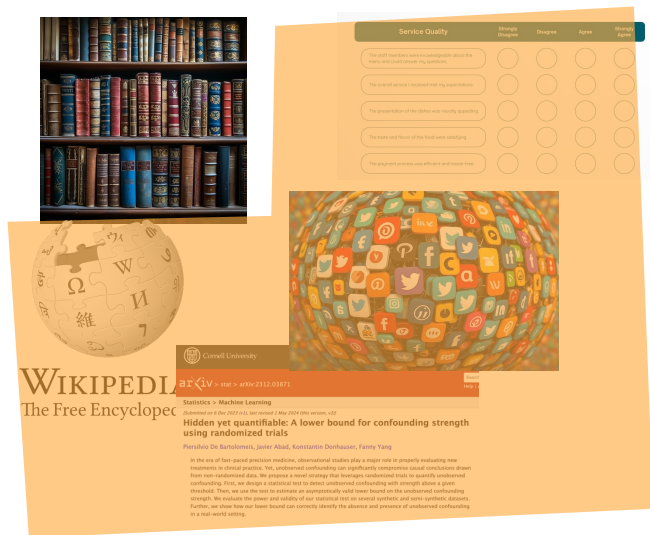 Service Quality
Strongly Disagree
Disagree
Agree
Strongly Agree
The staff members were knowledgeable about the
menu and could answer my questions.
The overall service I received met my expectations.
The presentation of the dishes was visually appealing.
The taste and flavor of the food were satisfying.
The payment process was efficient and hassle-free.
Ω
W
И
維
WIKIPEDIA
The Free Encycloped
Cornell University
arXiv > stat > arXiv:2312.03871
Search
Help |
Statistics > Machine Learning
[Submitted on 6 Dec 2023 (v1), last revised 1 May 2024 (this version, v3)]
Hidden yet quantifiable: A lower bound for confounding strength
using randomized trials
Piersilvio De Bartolomeis, Javier Abad, Konstantin Donhauser, Fanny Yang
In the era of fast-paced precision medicine, observational studies play a major role in properly evaluating new
treatments in clinical practice. Yet, unobserved confounding can significantly compromise causal conclusions drawn
from non-randomized data. We propose a novel strategy that leverages randomized trials to quantify unobserved
confounding. First, we design a statistical test to detect unobserved confounding with strength above a given
threshold. Then, we use the test to estimate an asymptotically valid lower bound on the unobserved confounding
strength. We evaluate the power and validity of our statistical test on several synthetic and semi-synthetic datasets.
Further, we show how our lower bound can correctly identify the absence and presence of unobserved confounding
in a real-world setting.